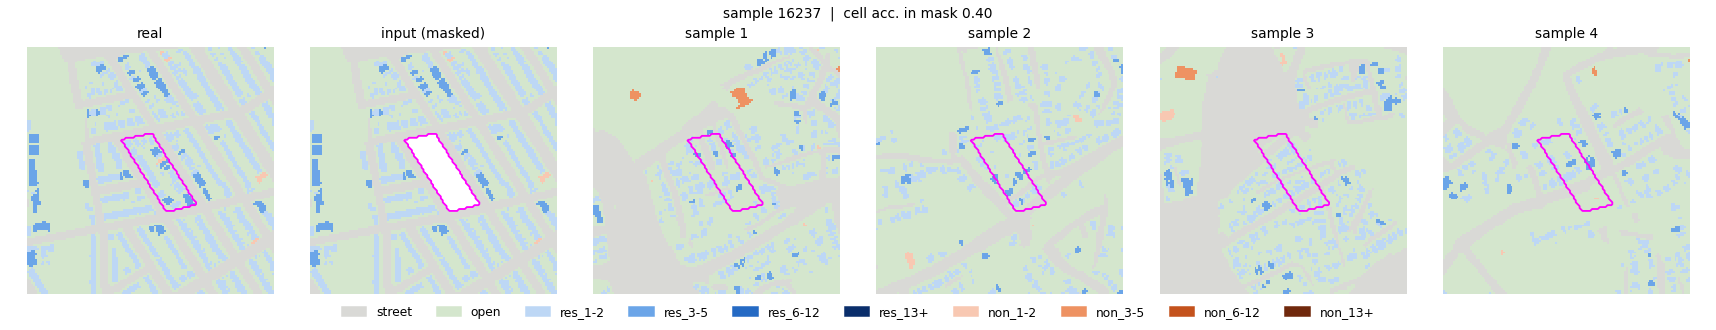 sample 16237 | cell acc. in mask 0.40
real
input (masked)
sample 1
sample 2
sample 3
sample 4
street
open
res_1-2
res_3-5
res_6-12
res_13+
non_1-2
non_3-5
non_6-12
non_13+